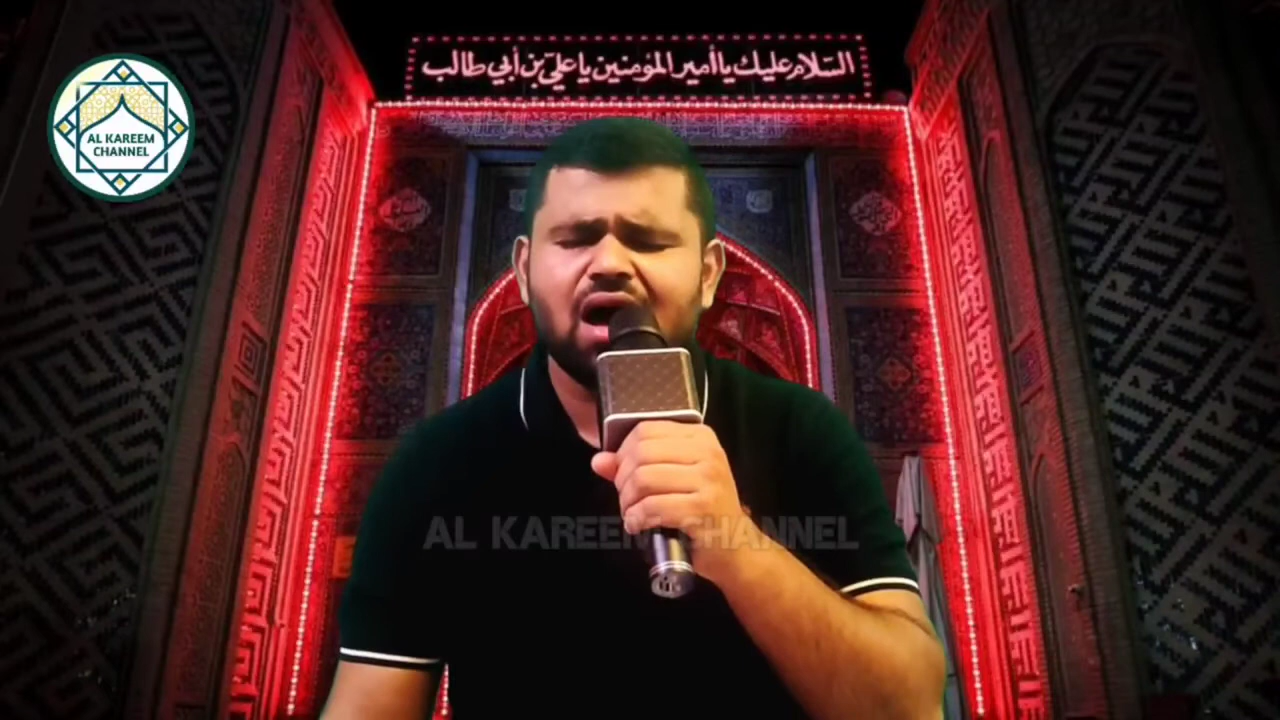 السلام عليك يا أمير المؤمنين يا علي بن أبي طالب
AL KAREEM
CHANNEL
AL KAREEM CHANNEL